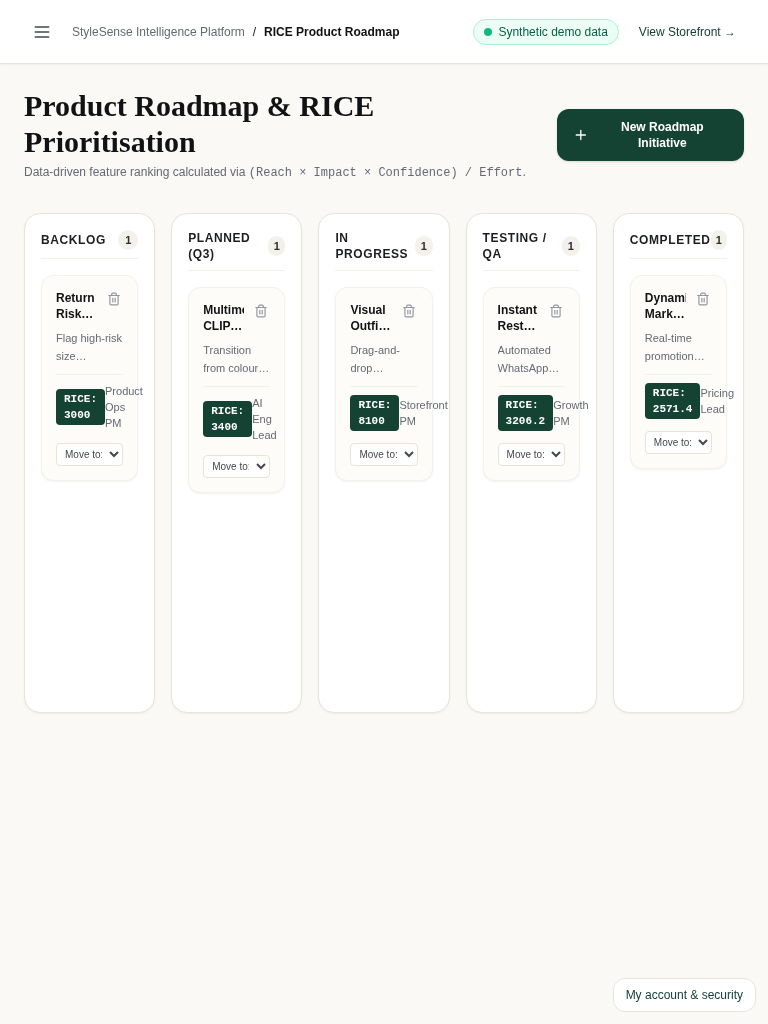 StyleSense Intelligence Platform / RICE Product Roadmap
Synthetic demo data
View Storefront →
Product Roadmap & RICE
Prioritisation
Data-driven feature ranking calculated via (Reach × Impact × Confidence) / Effort.
+ New Roadmap
Initiative
BACKLOG 1
Return
Risk...
Flag high-risk
size...
RICE:
3000
Product
Ops
PM
Move to:
PLANNED
(Q3)
1
Multim
CLIP...
Transition
from colour...
RICE:
3400
AI
Eng
Lead
Move to:
IN
PROGRESS
1
Visual
Outfi...
Drag-and-
drop...
RICE:
8100
Storefront
PM
Move to:
TESTING /
QA
1
Instant
Rest...
Automated
WhatsApp...
RICE:
3206.2
Growth
PM
Move to:
COMPLETED 1
Dynami
Mark...
Real-time
promotion...
RICE:
2571.4
Pricing
Lead
Move to:
My account & security